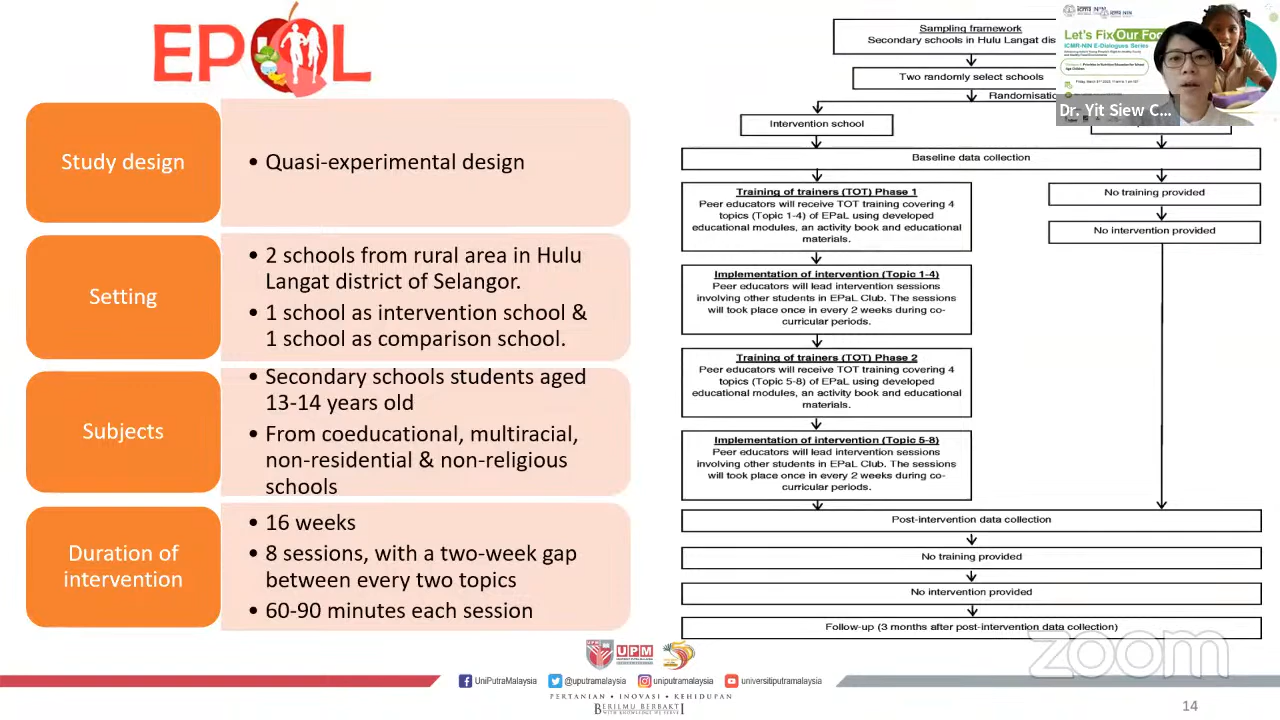 EPaL
Study design
• Quasi-experimental design
Setting
• 2 schools from rural area in Hulu
Langat district of Selangor.
• 1 school as intervention school &
1 school as comparison school.
Subjects
• Secondary schools students aged
13-14 years old
• From coeducational, multiracial,
non-residential & non-religious
schools
Duration of
intervention
• 16 weeks
• 8 sessions, with a two-week gap
between every two topics
• 60-90 minutes each session
Sampling framework
Secondary schools in Hulu Langat dis
Two randomly select schools
Randomisatio
Intervention school
Baseline data collection
Training of trainers (TOT) Phase 1
Peer educators will receive TOT training covering 4
topics (Topic 1-4) of EPaL using developed
educational modules, an activity book and educational
materials.
No training provided
No intervention provided
Implementation of intervention (Topic 1-4)
Peer educators will lead intervention sessions
involving other students in EPaL Club. The sessions
will took place once in every 2 weeks during co-
curricular periods.
Training of trainers (TOT) Phase 2
Peer educators will receive TOT training covering 4
topics (Topic 5-8) of EPaL using developed
educational modules, an activity book and educational
materials.
Implementation of intervention (Topic 5-8)
Peer educators will lead intervention sessions
involving other students in EPaL Club. The sessions
will took place once in every 2 weeks during co-
curricular periods.
Post-intervention data collection
No training provided
No intervention provided
Follow-up (3 months after post-intervention data collection)
Let's Fix Our Foo
ICMR-NIN E-Dialogues Series
Dr. Yit Siew C...
zoom
UPM
UniPutraMalaysia
@uputramalaysia
uniputramalaysia
universitiputramalaysia
PERTANIAN • INOVASI • KEHIDUPAN
BERILMU BERBAKTI
WITH KNOWLEDGE WE SERVE
14